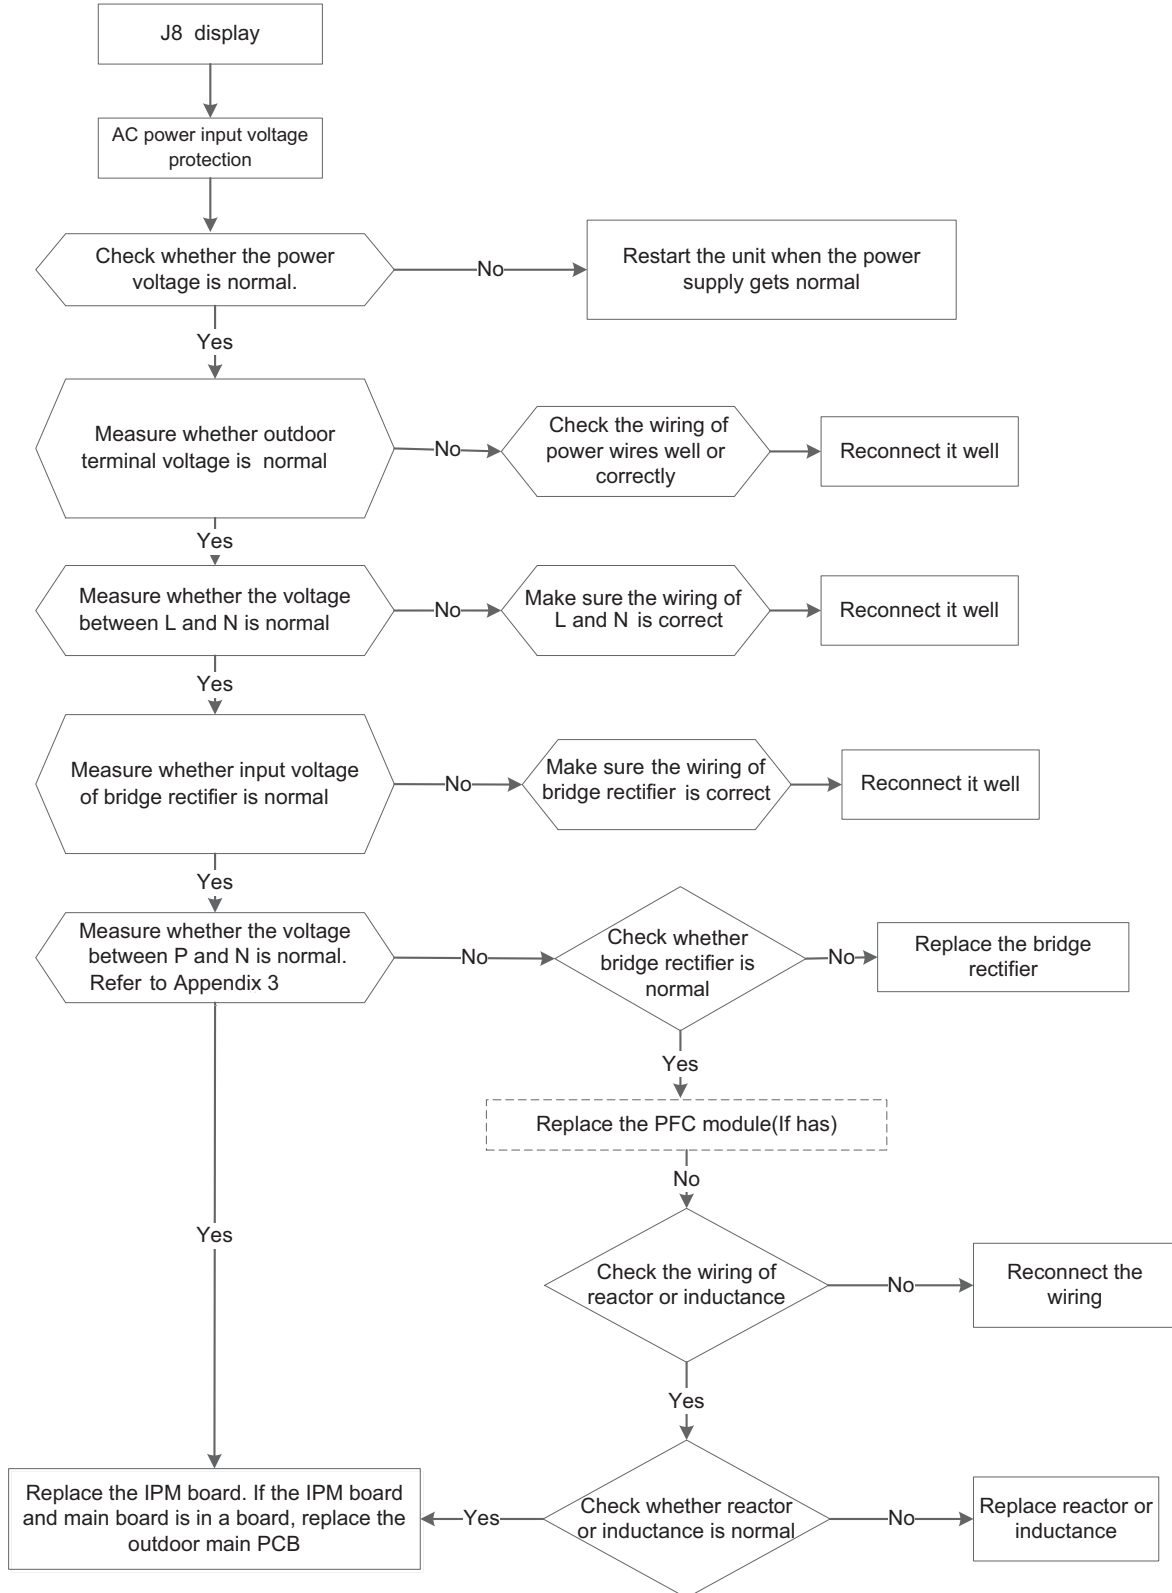 J8 display
AC power input voltage
protection
Check whether the power
voltage is normal.
No
Restart the unit when the power
supply gets normal
Yes
Measure whether outdoor
terminal voltage is normal
No
Check the wiring of
power wires well or
correctly
Reconnect it well
Yes
Measure whether the voltage
between L and N is normal
No
Make sure the wiring of
L and N is correct
Reconnect it well
Yes
Measure whether input voltage
of bridge rectifier is normal
No
Make sure the wiring of
bridge rectifier is correct
Reconnect it well
Yes
Measure whether the voltage
between P and N is normal.
Refer to Appendix 3
No
Check whether
bridge rectifier is
normal
No
Replace the bridge
rectifier
Yes
Replace the PFC module(If has)
No
Yes
Check the wiring of
reactor or inductance
No
Reconnect the
wiring
Yes
Replace the IPM board. If the IPM board
and main board is in a board, replace the
outdoor main PCB
Yes
Check whether reactor
or inductance is normal
No
Replace reactor or
inductance